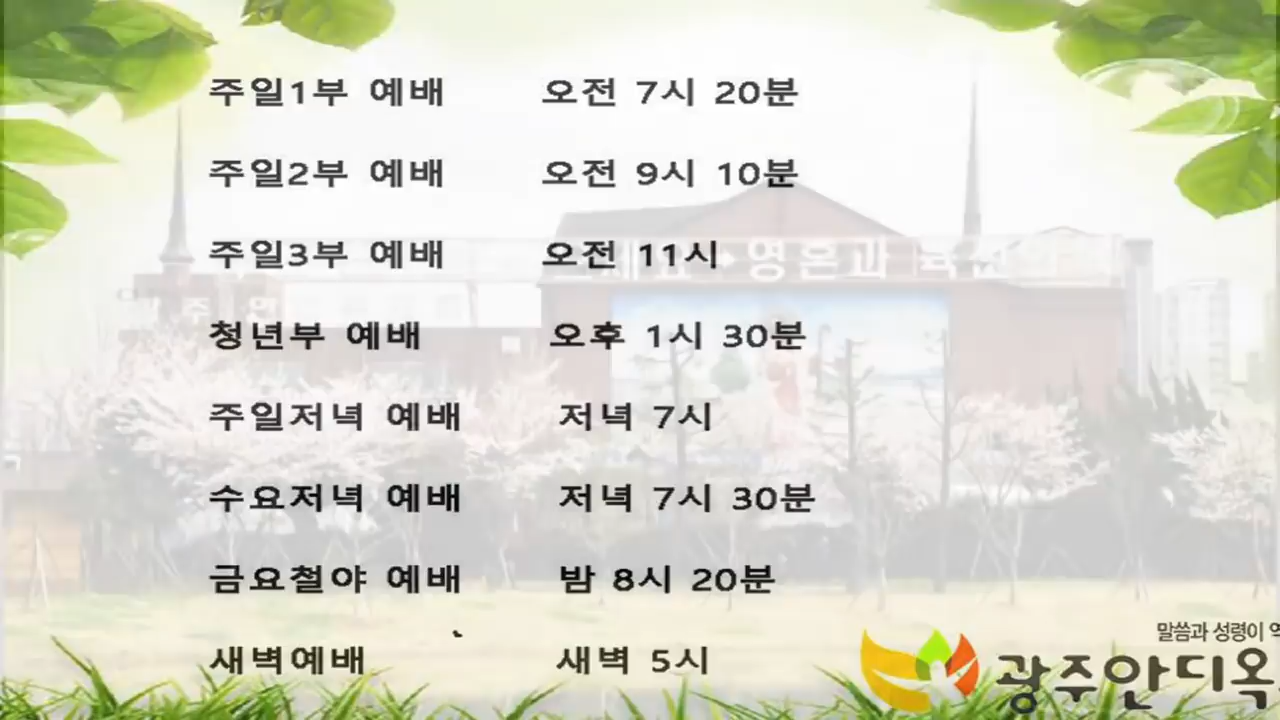 주일1부 예배 오전 7시 20분
주일2부 예배 오전 9시 10분
주일3부 예배 오전 11시
청년부 예배 오후 1시 30분
주일저녁 예배 저녁 7시
수요저녁 예배 저녁 7시 30분
금요철야 예배 밤 8시 20분
새벽예배 새벽 5시
말씀과 성령이
광주안디옥
영혼과